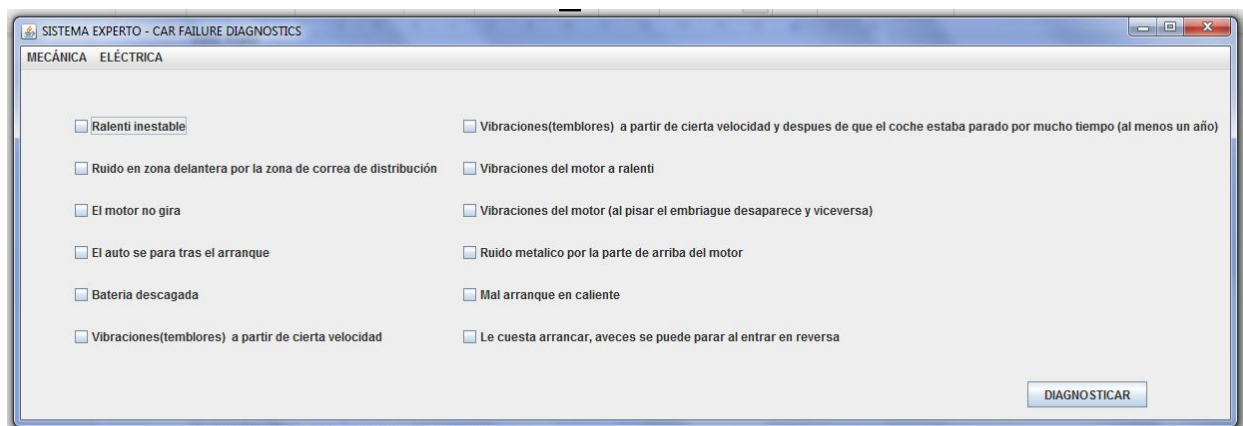 SISTEMA EXPERTO - CAR FAILURE DIAGNOSTICS
MECÁNICA ELÉCTRICA
Ralenti inestable
Ruido en zona delantera por la zona de correa de distribución
El motor no gira
El auto se para tras el arranque
Bateria descagada
Vibraciones(temblores) a partir de cierta velocidad
Vibraciones(temblores) a partir de cierta velocidad y despues de que el coche estaba parado por mucho tiempo (al menos un año)
Vibraciones del motor a ralenti
Vibraciones del motor (al pisar el embriague desaparece y viceversa)
Ruido metalico por la parte de arriba del motor
Mal arranque en caliente
Le cuesta arrancar, aveces se puede parar al entrar en reversa
DIAGNOSTICAR